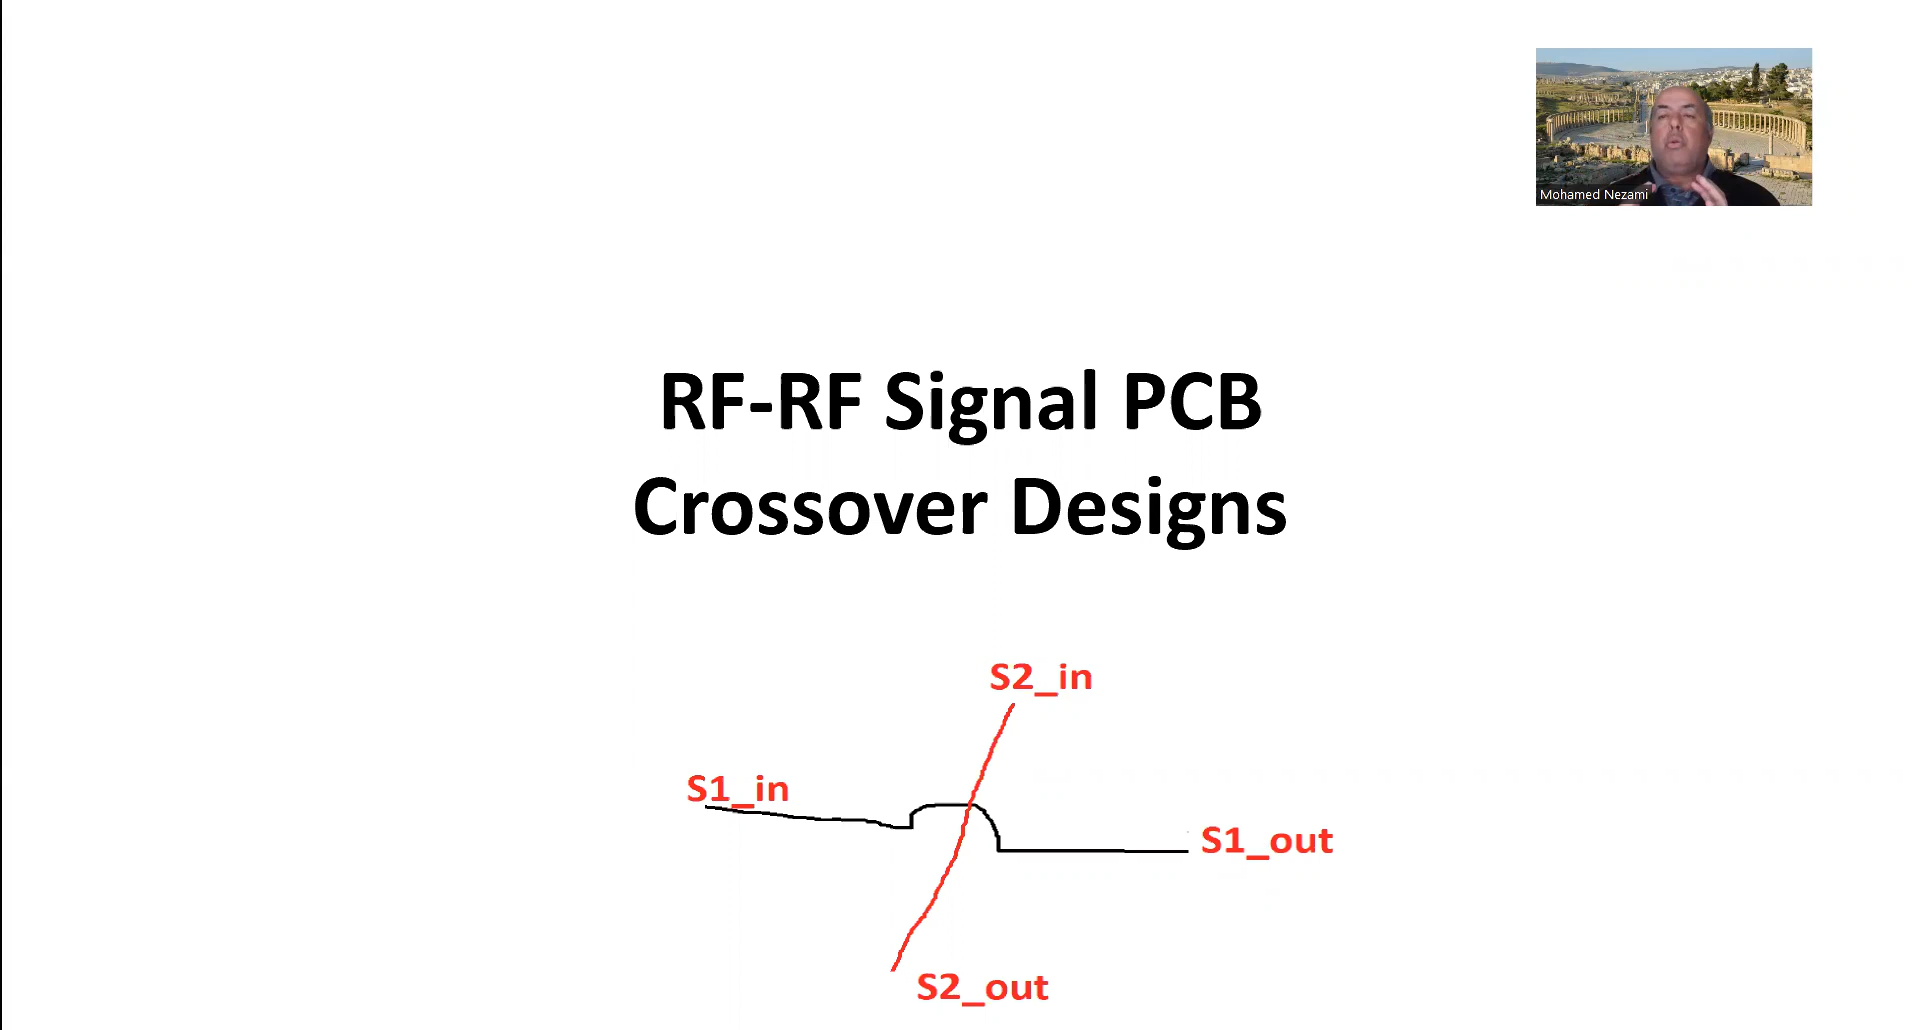 Mohamed Nezami
RF-RF Signal PCB
Crossover Designs
S2_in
S1_in
S1_out
S2_out